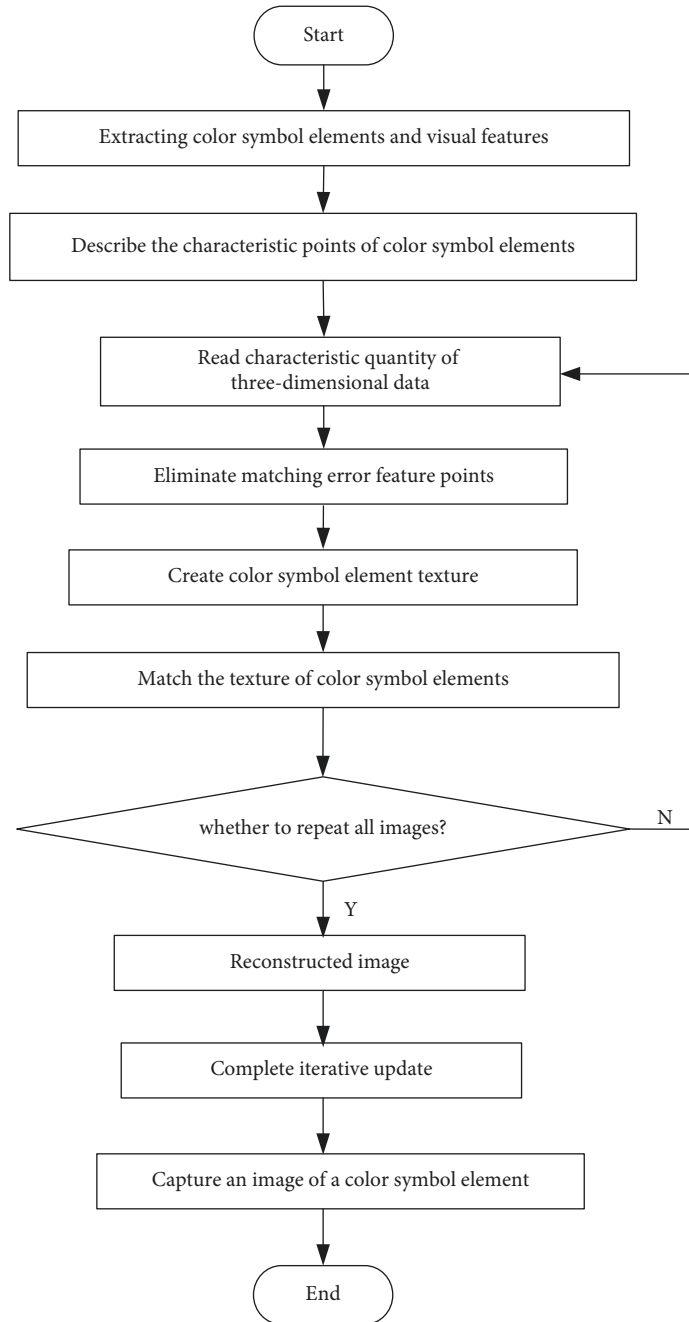 Start
Extracting color symbol elements and visual features
Describe the characteristic points of color symbol elements
Read characteristic quantity of
three-dimensional data
Eliminate matching error feature points
Create color symbol element texture
Match the texture of color symbol elements
whether to repeat all images?
N
Y
Reconstructed image
Complete iterative update
Capture an image of a color symbol element
End